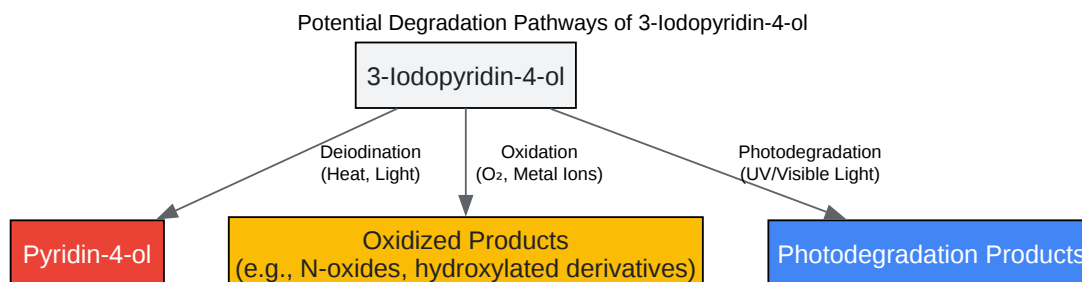 Potential Degradation Pathways of 3-Iodopyridin-4-ol
3-Iodopyridin-4-ol
Deiodination
(Heat, Light)
Oxidation
(O₂, Metal Ions)
Photodegradation
(UV/Visible Light)
Pyridin-4-ol
Oxidized Products
(e.g., N-oxides, hydroxylated derivatives)
Photodegradation Products